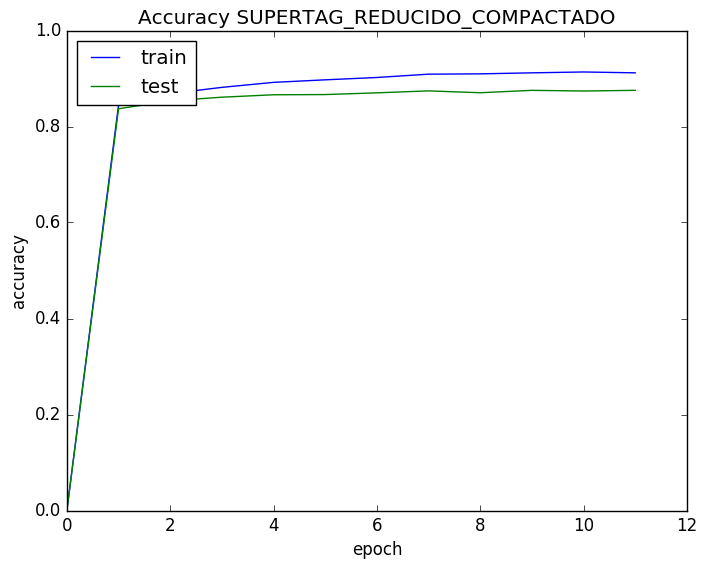 Accuracy SUPERTAG_REDUCIDO_COMPACTADO
train
test
1.0
0.8
0.6
0.4
0.2
0.0
accuracy
0 2 4 6 8 10 12
epoch